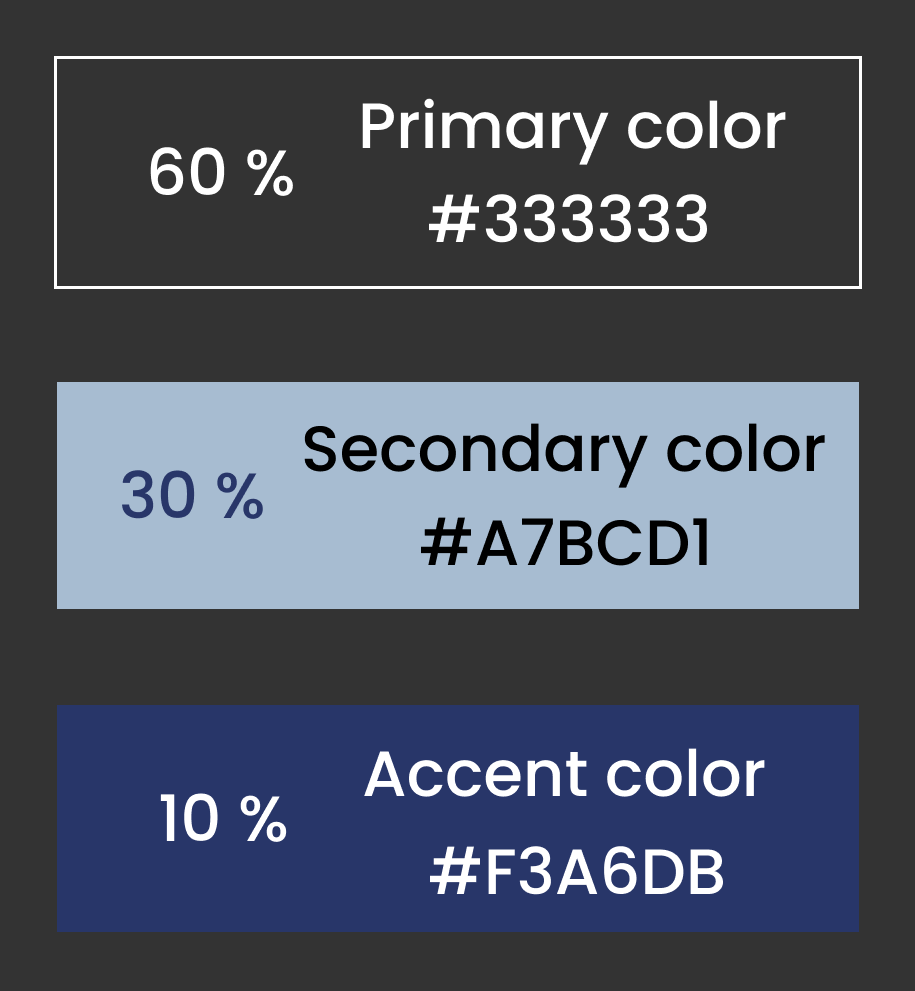 60 %
Primary color
#333333
30 %
Secondary color
#A7BCD1
10 %
Accent color
#F3A6DB